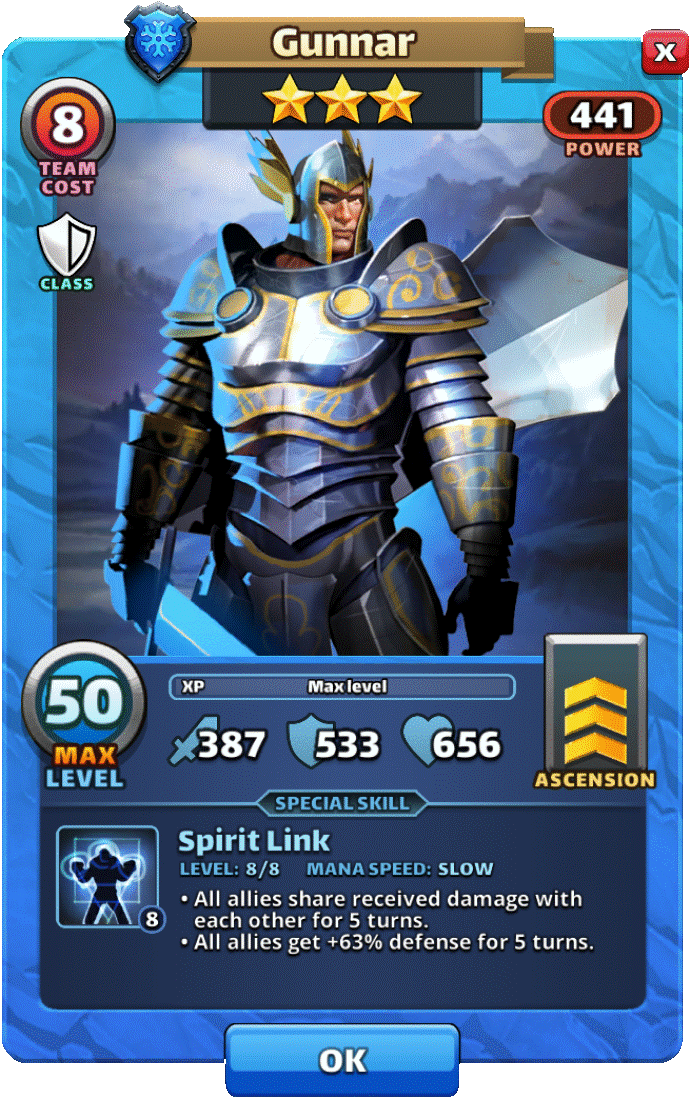 Gunnar
X
8
TEAM
COST
441
POWER
CLASS
50
MAX
LEVEL
XP Max level
387 533 656
ASCENSION
SPECIAL SKILL
Spirit Link
LEVEL: 8/8 MANA SPEED: SLOW
8
• All allies share received damage with
each other for 5 turns.
• All allies get +63% defense for 5 turns.
OK